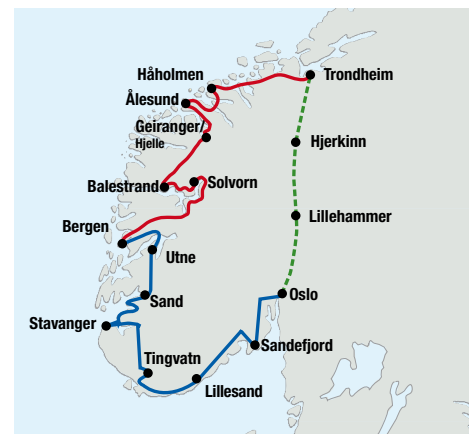 Håholmen
Trondheim
Ålesund
Geiranger/
Hjelle
Hjerkinn
Balestrand
Solvorn
Lillehammer
Bergen
Utne
Oslo
Sand
Stavanger
Sandefjord
Tingvatn
Lillesand